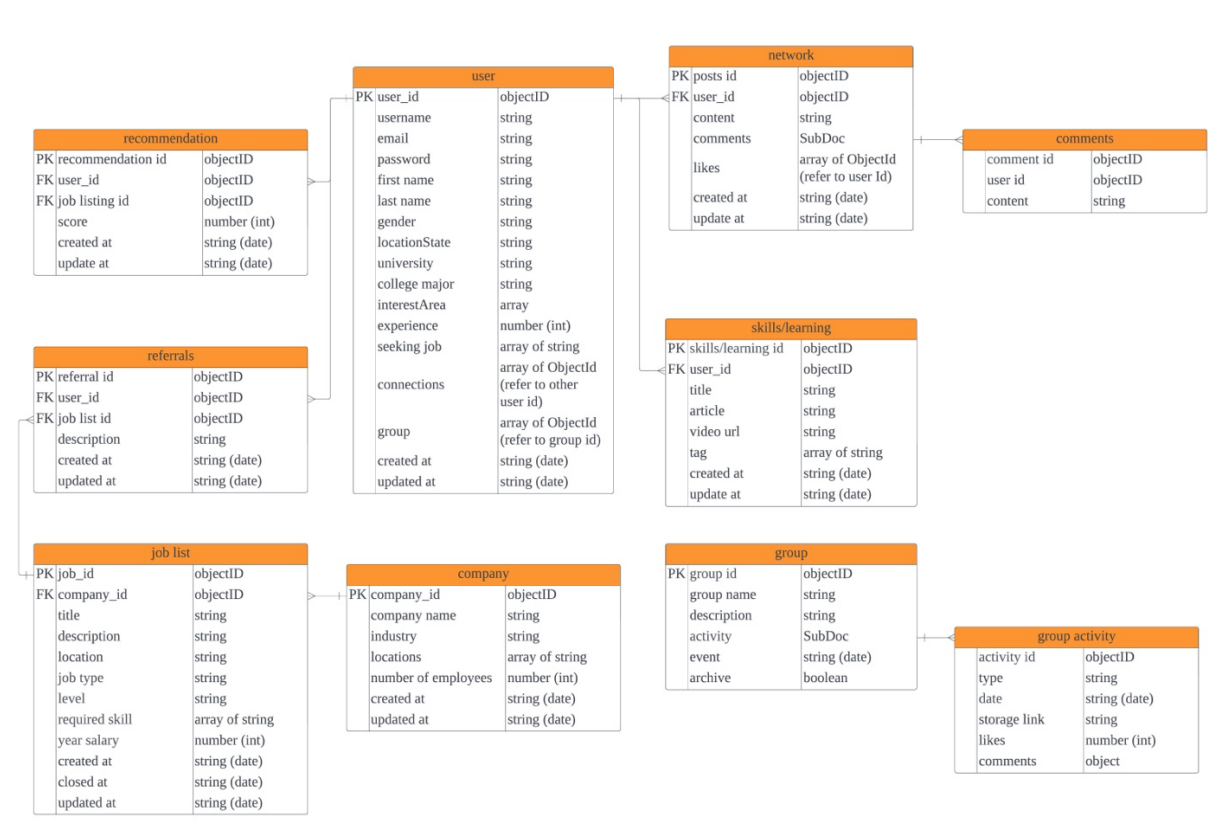 user
PK user_id objectID
username string
email string
password string
first name string
last name string
gender string
locationState string
university string
college major string
interestArea array
experience number (int)
seeking job array of string
connections array of ObjectId
(refer to other
user id)
group array of ObjectId
(refer to group id)
created at string (date)
updated at string (date)
network
PK posts id objectID
FK user_id objectID
content string
comments SubDoc
likes array of ObjectId
(refer to user Id)
created at string (date)
update at string (date)
comments
comment id objectID
user id objectID
content string
recommendation
PK recommendation id objectID
FK user_id objectID
FK job listing id objectID
score number (int)
created at string (date)
update at string (date)
referrals
PK referral id objectID
FK user_id objectID
FK job list id objectID
description string
created at string (date)
updated at string (date)
skills/learning
PK skills/learning id objectID
FK user_id objectID
title string
article string
video url string
tag array of string
created at string (date)
update at string (date)
job list
PK job_id objectID
FK company_id objectID
title string
description string
location string
job type string
level string
required skill array of string
year salary number (int)
created at string (date)
closed at string (date)
updated at string (date)
company
PK company_id objectID
company name string
industry string
locations array of string
number of employees number (int)
created at string (date)
updated at string (date)
group
PK group id objectID
group name string
description string
activity SubDoc
event string (date)
archive boolean
group activity
activity id objectID
type string
date string (date)
storage link string
likes number (int)
comments object